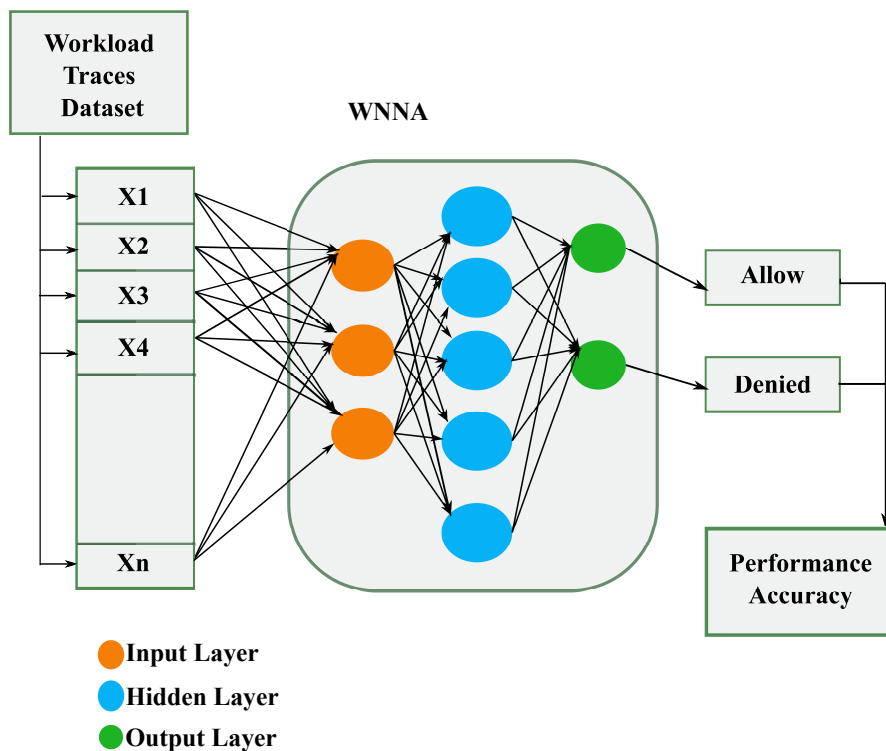 Workload
Traces
Dataset
WNNA
X1
X2
X3
X4
Xn
Allow
Denied
Performance
Accuracy
Input Layer
Hidden Layer
Output Layer